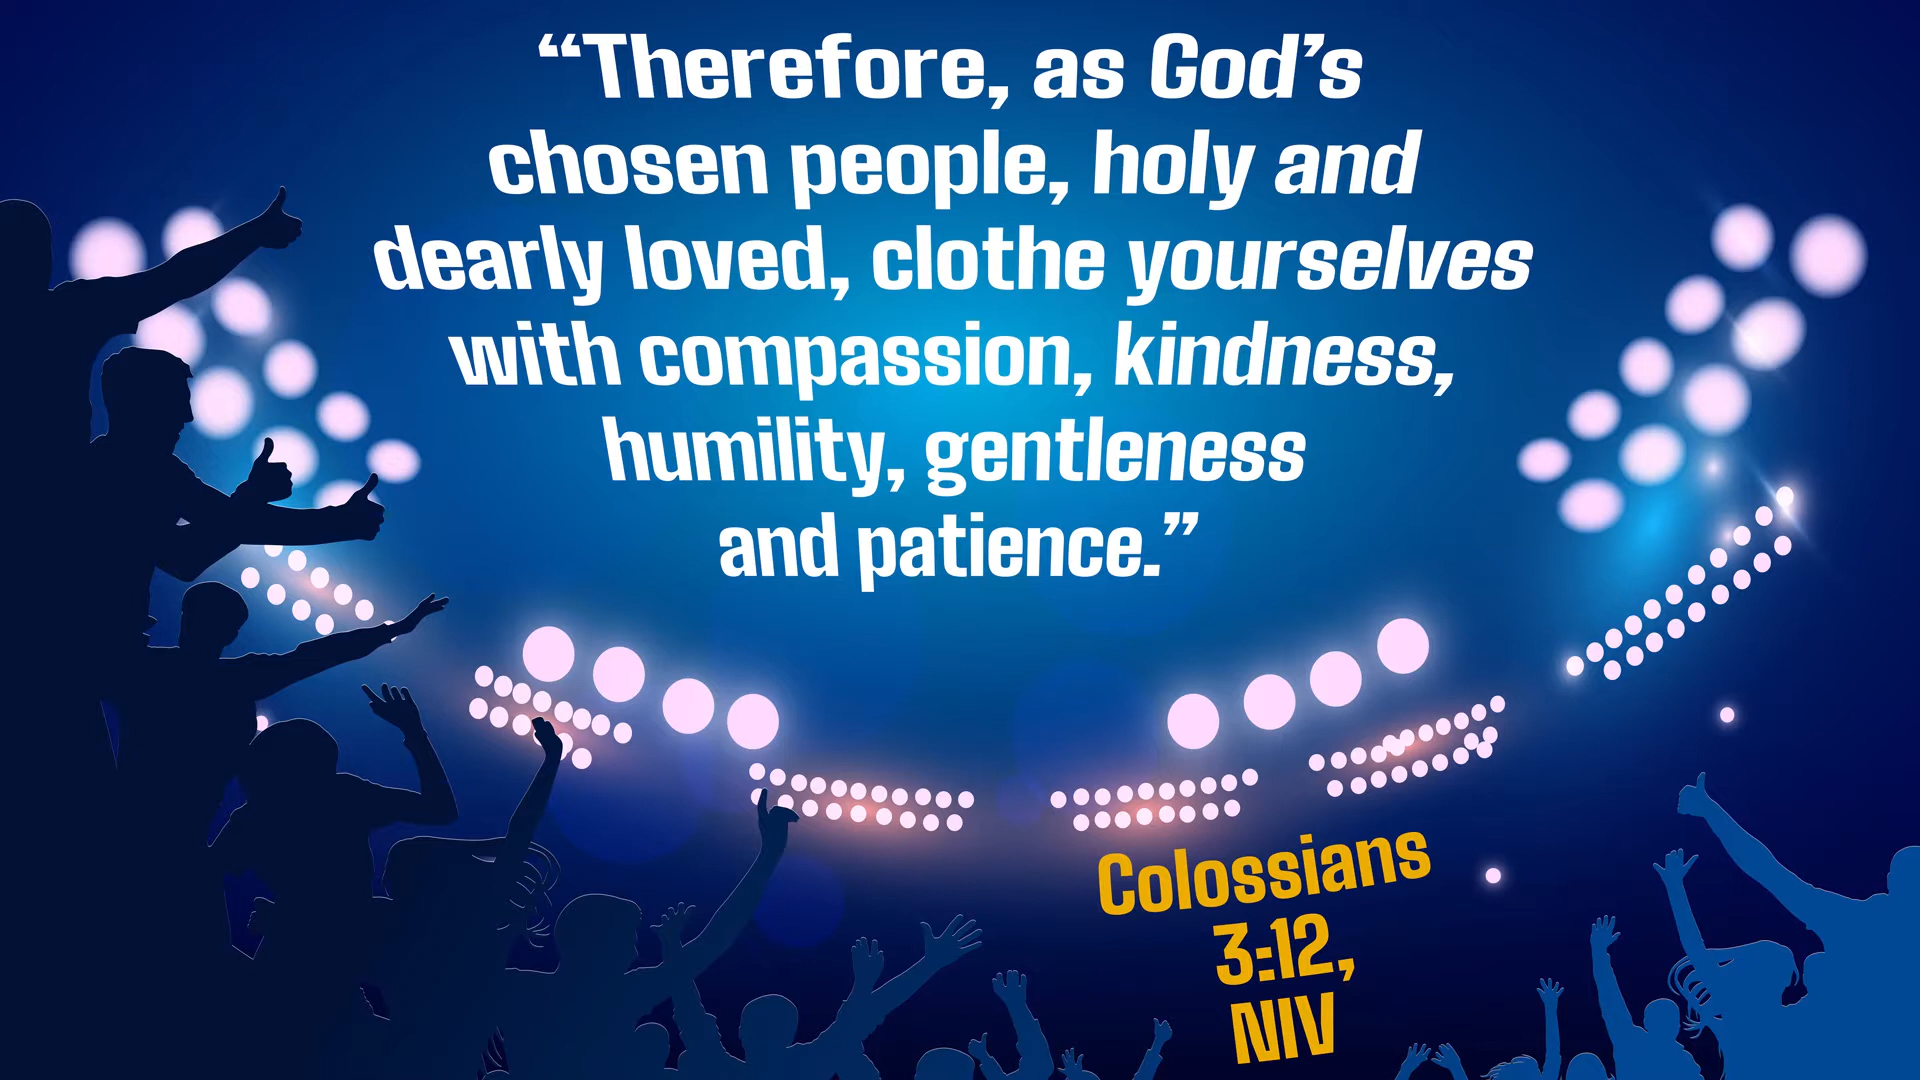 “Therefore, as God’s
chosen people, holy and
dearly loved, clothe yourselves
with compassion, kindness,
humility, gentleness
and patience.”
Colossians
3:12,
NIV